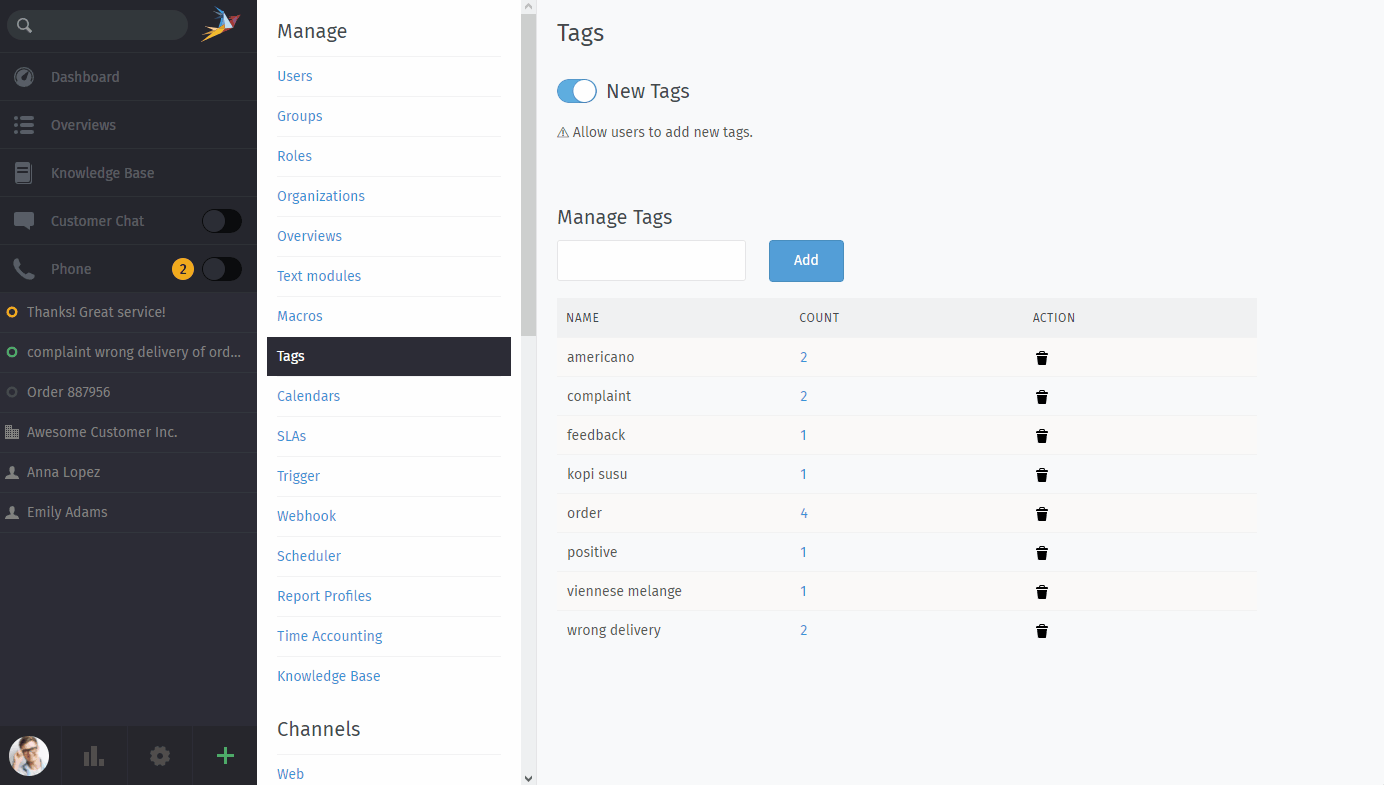 Dashboard
Overviews
Knowledge Base
Customer Chat
Phone 2
Thanks! Great service!
complaint wrong delivery of ord...
Order 887956
Awesome Customer Inc.
Anna Lopez
Emily Adams
Manage
Users
Groups
Roles
Organizations
Overviews
Text modules
Macros
Tags
Calendars
SLAs
Trigger
Webhook
Scheduler
Report Profiles
Time Accounting
Knowledge Base
Channels
Web
Tags
New Tags
⚠ Allow users to add new tags.
Manage Tags
Add
NAME COUNT ACTION
americano 2
complaint 2
feedback 1
kopi susu 1
order 4
positive 1
viennese melange 1
wrong delivery 2